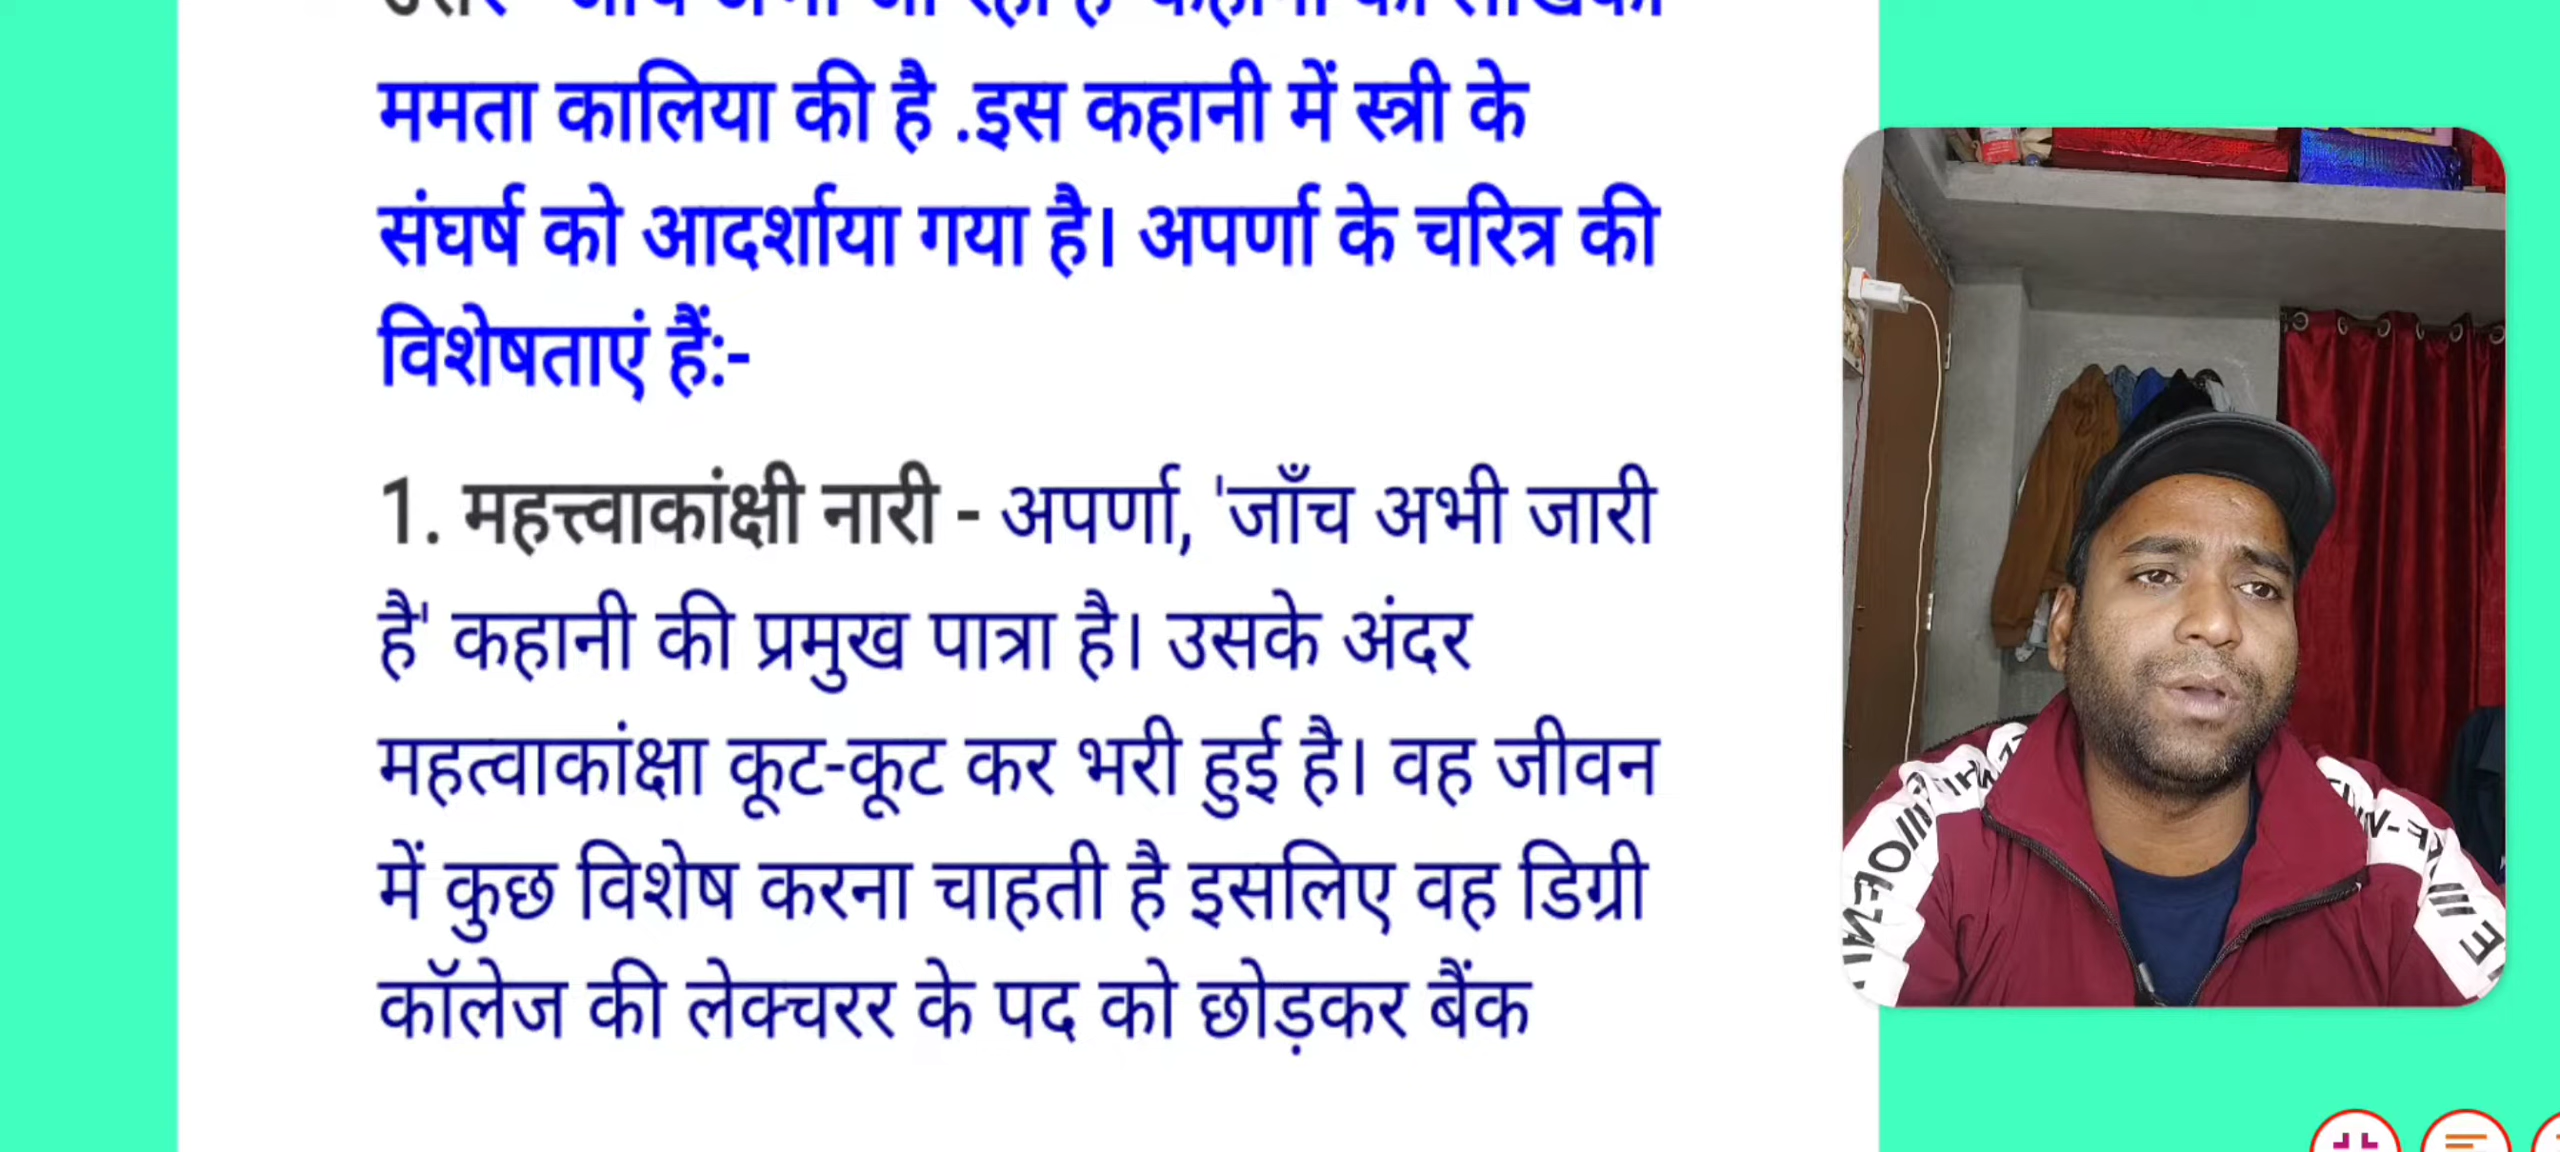 ममता कालिया की है .इस कहानी में स्त्री के
संघर्ष को आदर्शाया गया है। अपर्णा के चरित्र की
विशेषताएं हैं:-
1. महत्त्वाकांक्षी नारी - अपर्णा, 'जाँच अभी जारी
है' कहानी की प्रमुख पात्रा है। उसके अंदर
महत्वाकांक्षा कूट-कूट कर भरी हुई है। वह जीवन
में कुछ विशेष करना चाहती है इसलिए वह डिग्री
कॉलेज की लेक्चरर के पद को छोड़कर बैंक